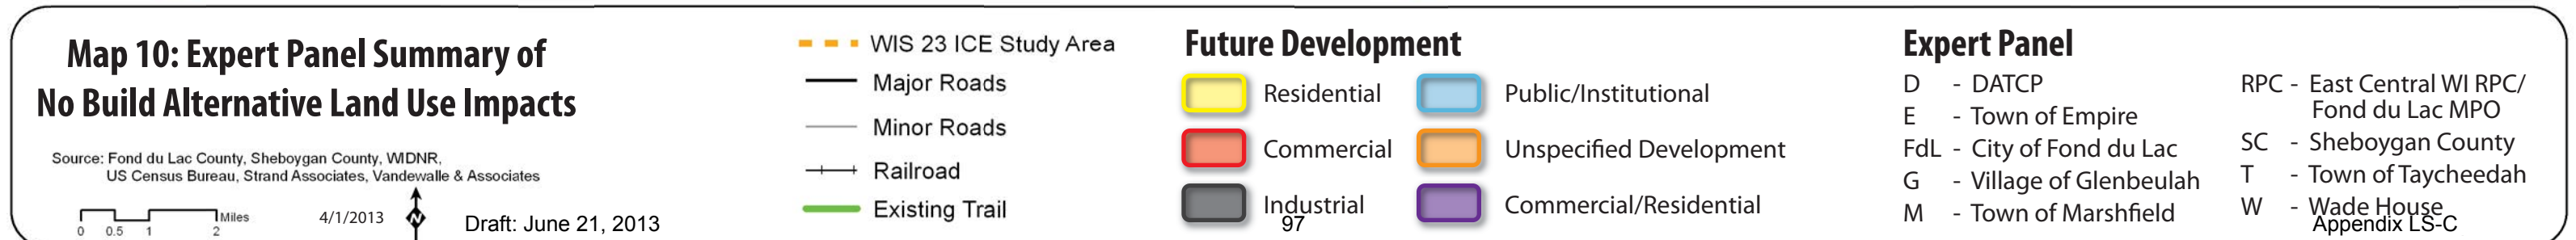 Map 10: Expert Panel Summary of
No Build Alternative Land Use Impacts
Source: Fond du Lac County, Sheboygan County, WIDNR,
US Census Bureau, Strand Associates, Vandewalle & Associates
Miles
0 0.5 1 2
4/1/2013
N
Draft: June 21, 2013
WIS 23 ICE Study Area
Major Roads
Minor Roads
Railroad
Existing Trail
Future Development
Residential
Commercial
Industrial
Public/Institutional
Unspecified Development
Commercial/Residential
97
Expert Panel
D - DATCP
E - Town of Empire
FdL - City of Fond du Lac
G - Village of Glenbeulah
M - Town of Marshfield
RPC - East Central WI RPC/
Fond du Lac MPO
SC - Sheboygan County
T - Town of Taycheedah
W - Wade House
Appendix LS-C